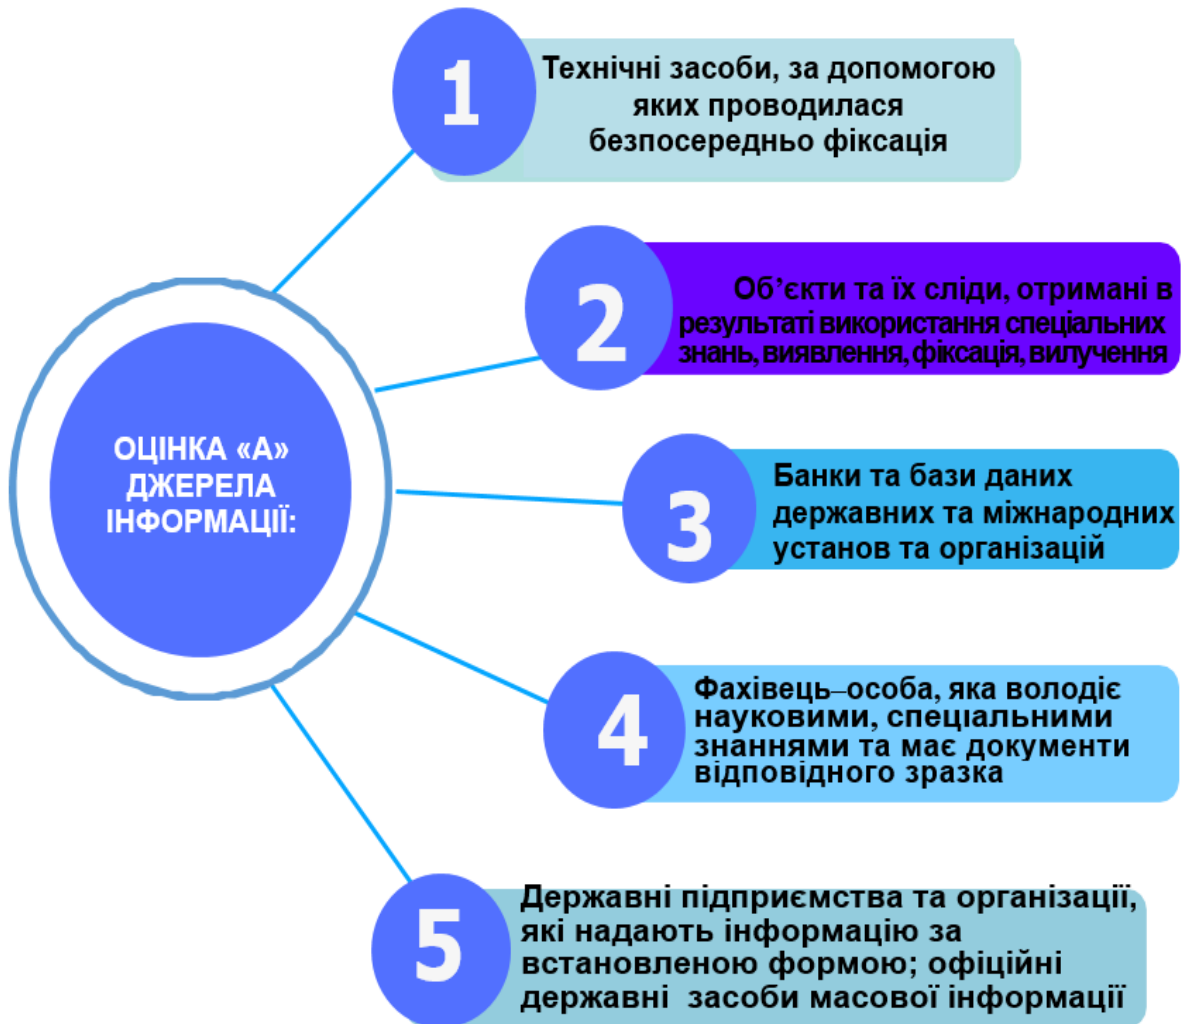 1
Технічні засоби, за допомогою
яких проводилася
безпосередньо фіксація
2
Об’єкти та їх сліди, отримані в
результаті використання спеціальних
знань, виявлення, фіксація, вилучення
ОЦІНКА «А»
ДЖЕРЕЛА
ІНФОРМАЦІЇ:
3
Банки та бази даних
державних та міжнародних
установ та організацій
4
Фахівець–особа, яка володіє
науковими, спеціальними
знаннями та має документи
відповідного зразка
5
Державні підприємства та організації,
які надають інформацію за
встановленою формою; офіційні
державні засоби масової інформації